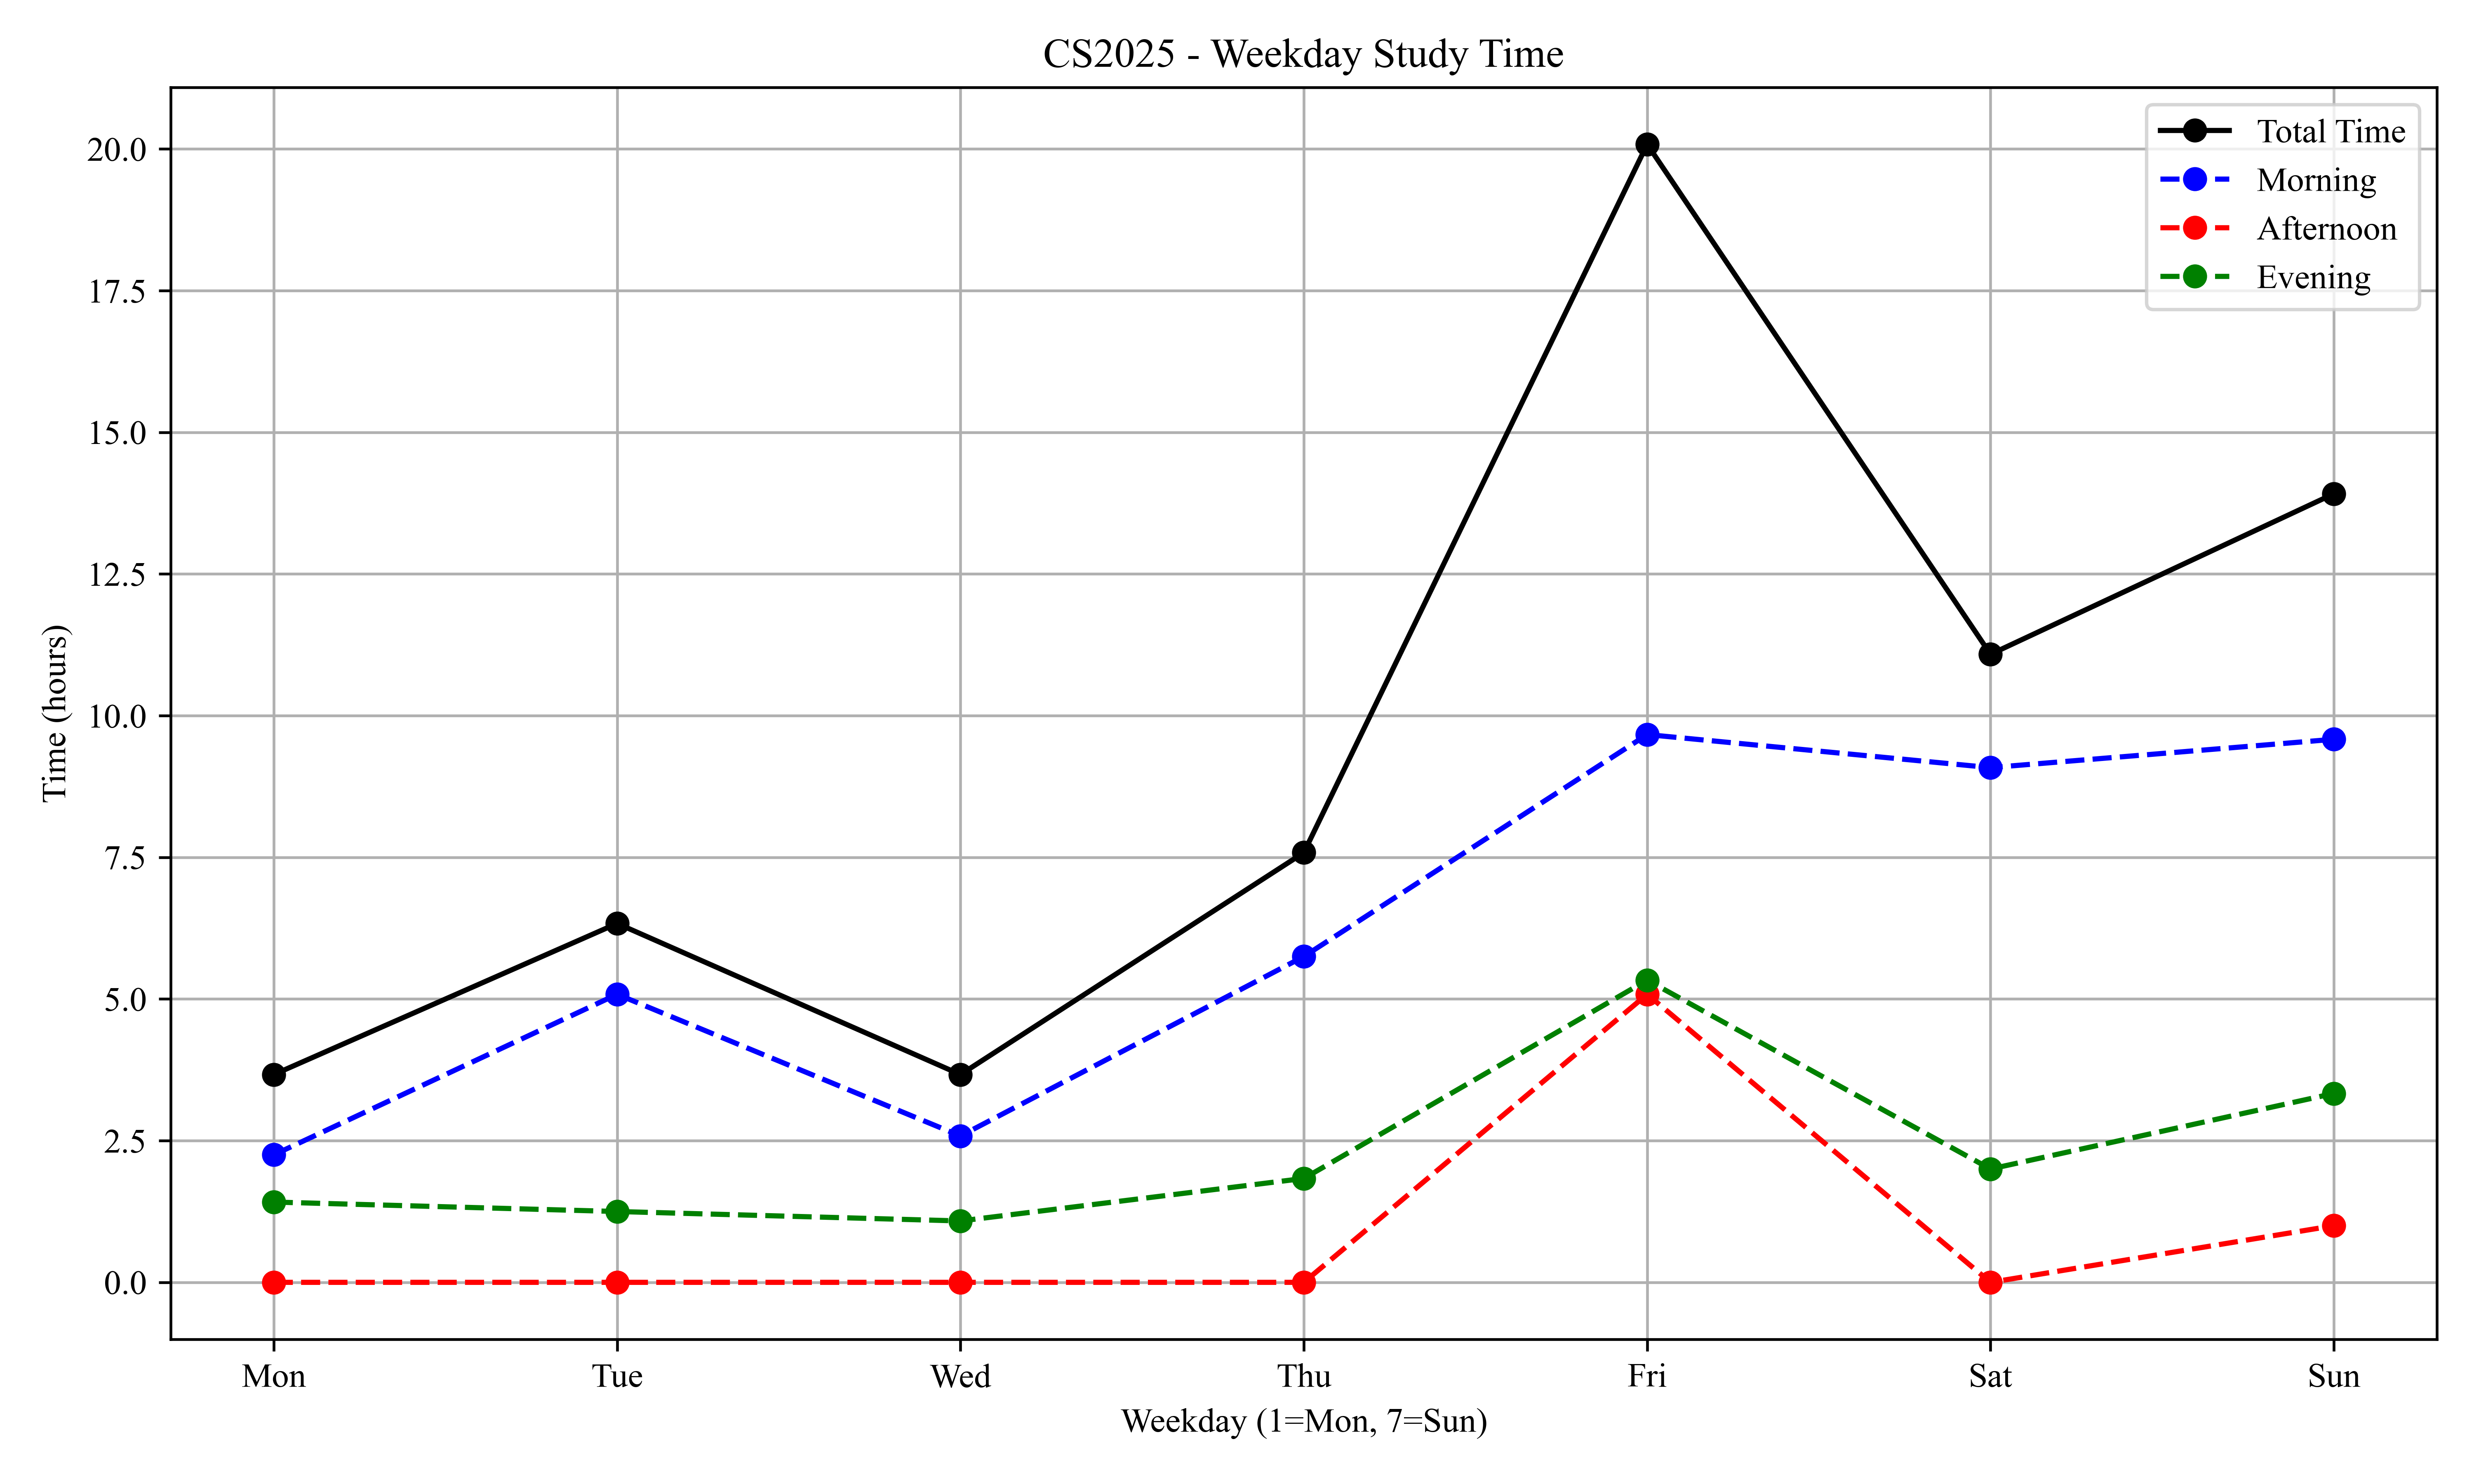 CS2025 - Weekday Study Time
Total Time
Morning
Afternoon
Evening
Time (hours)
20.0
17.5
15.0
12.5
10.0
7.5
5.0
2.5
0.0
Mon Tue Wed Thu Fri Sat Sun
Weekday (1=Mon, 7=Sun)